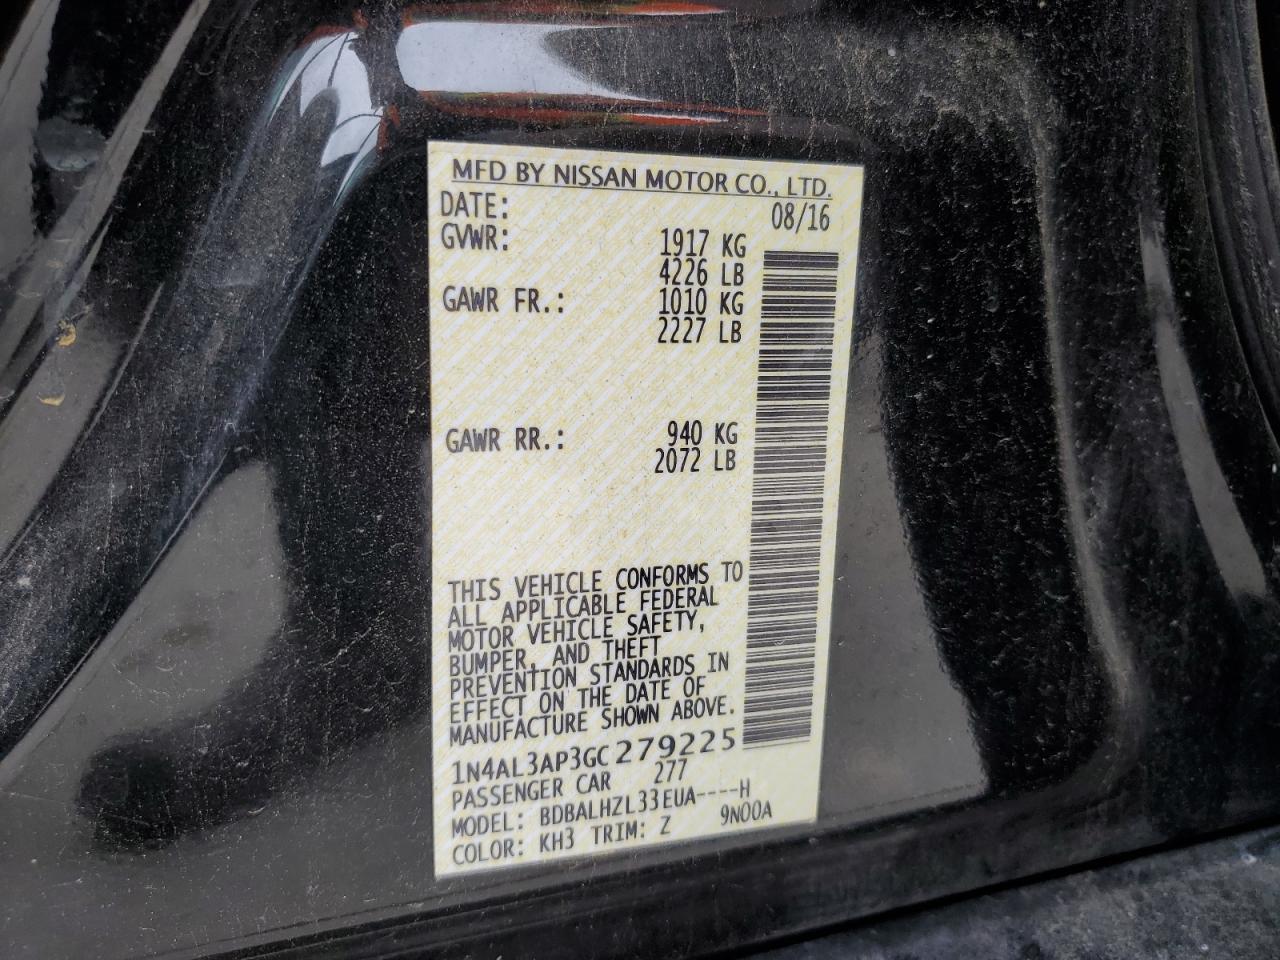 MFD BY NISSAN MOTOR CO., LTD.
DATE: 08/16
GVWR: 1917 KG
4226 LB
GAWR FR.: 1010 KG
2227 LB
GAWR RR.: 940 KG
2072 LB
THIS VEHICLE CONFORMS TO
ALL APPLICABLE FEDERAL
MOTOR VEHICLE SAFETY,
BUMPER, AND THEFT
PREVENTION STANDARDS IN
EFFECT ON THE DATE OF
MANUFACTURE SHOWN ABOVE.
1N4AL3AP3GC279225
PASSENGER CAR 277
MODEL: BDBALHZL33EUA----H
COLOR: KH3 TRIM: Z 9N00A